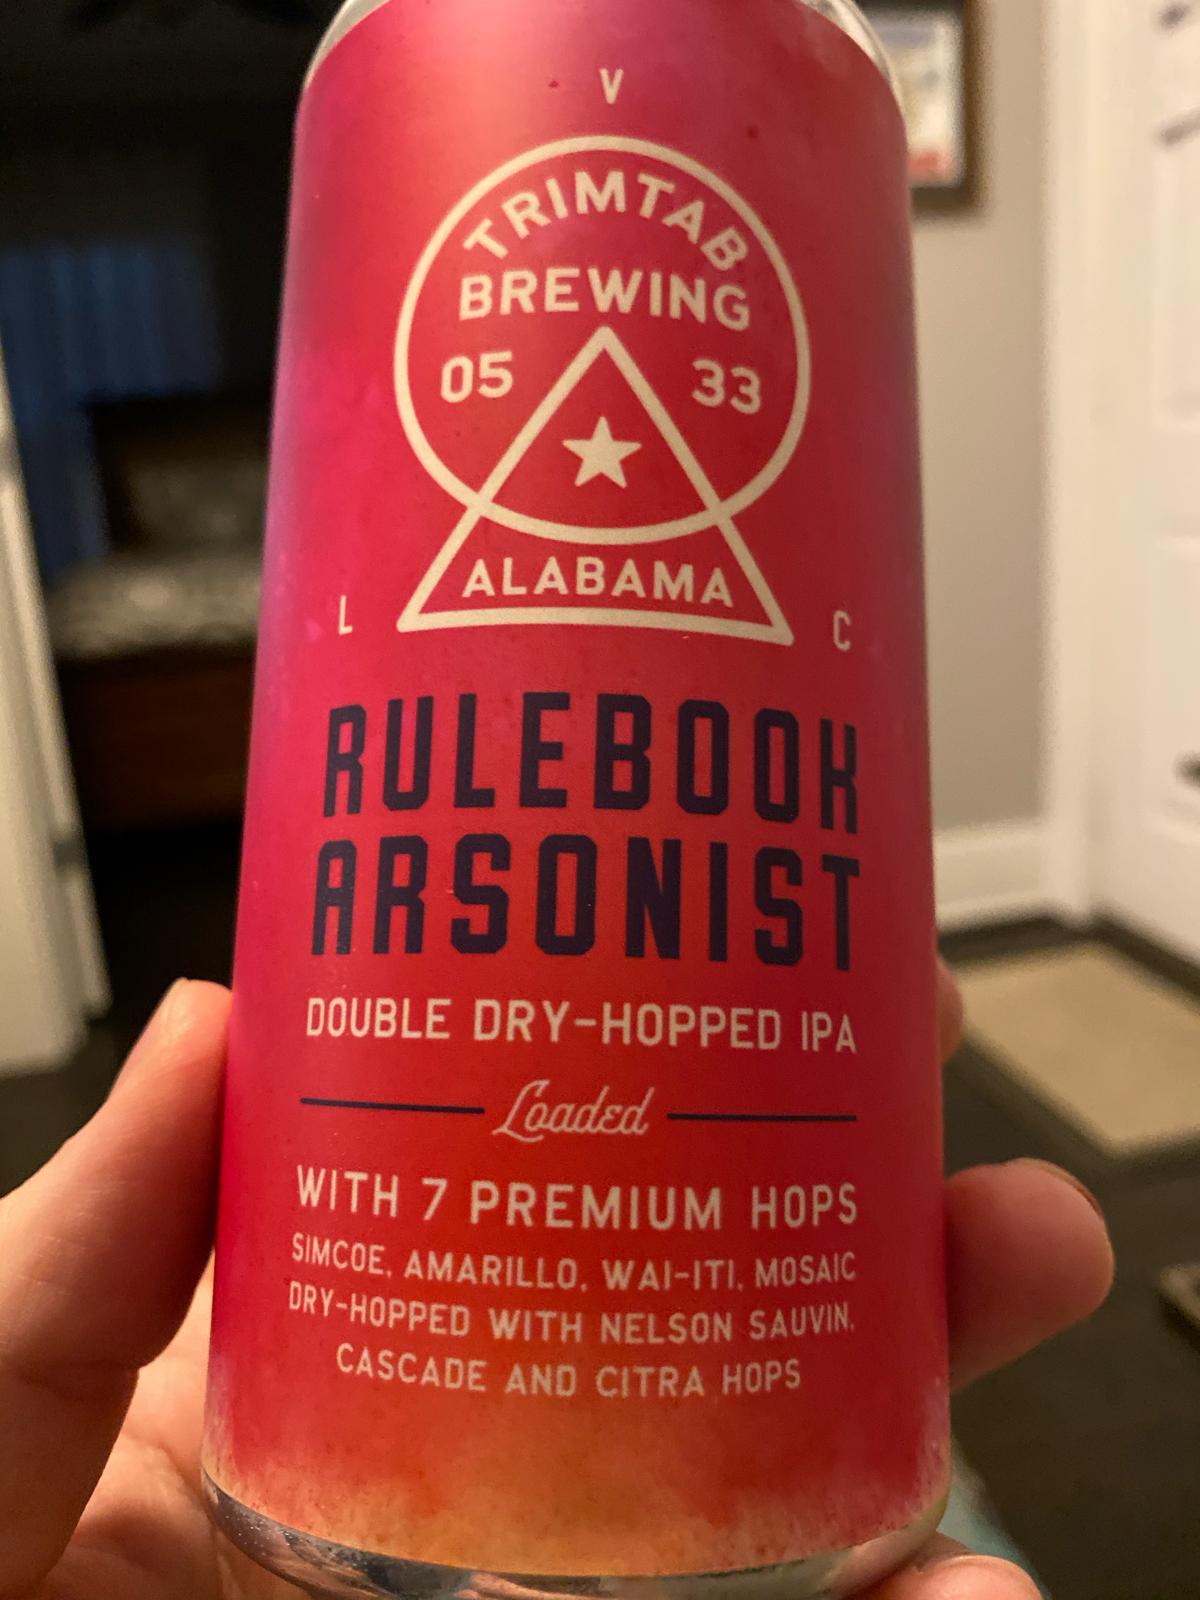 V
TRIMTAB
BREWING
05 33
ALABAMA
L C
RULEBOOK
ARSONIST
DOUBLE DRY-HOPPED IPA
Loaded
WITH 7 PREMIUM HOPS
SIMCOE, AMARILLO, WAI-ITI, MOSAIC
DRY-HOPPED WITH NELSON SAUVIN,
CASCADE AND CITRA HOPS